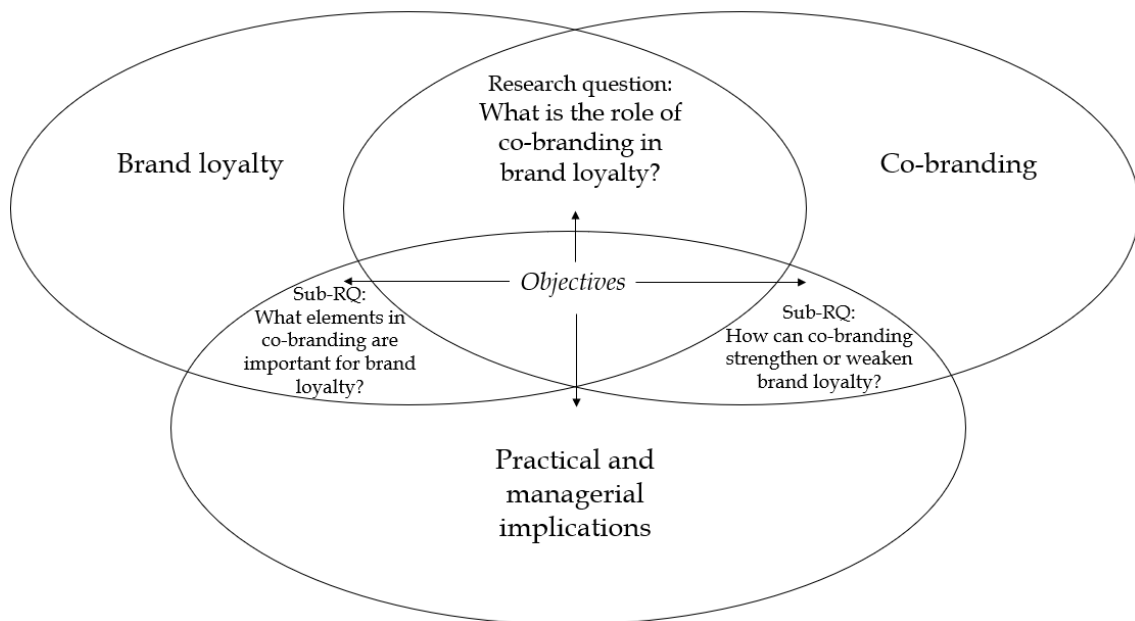 Research question:
What is the role of
co-branding in
brand loyalty?
Brand loyalty
Co-branding
Objectives
Sub-RQ:
What elements in
co-branding are
important for brand
loyalty?
Sub-RQ:
How can co-branding
strengthen or weaken
brand loyalty?
Practical and
managerial
implications